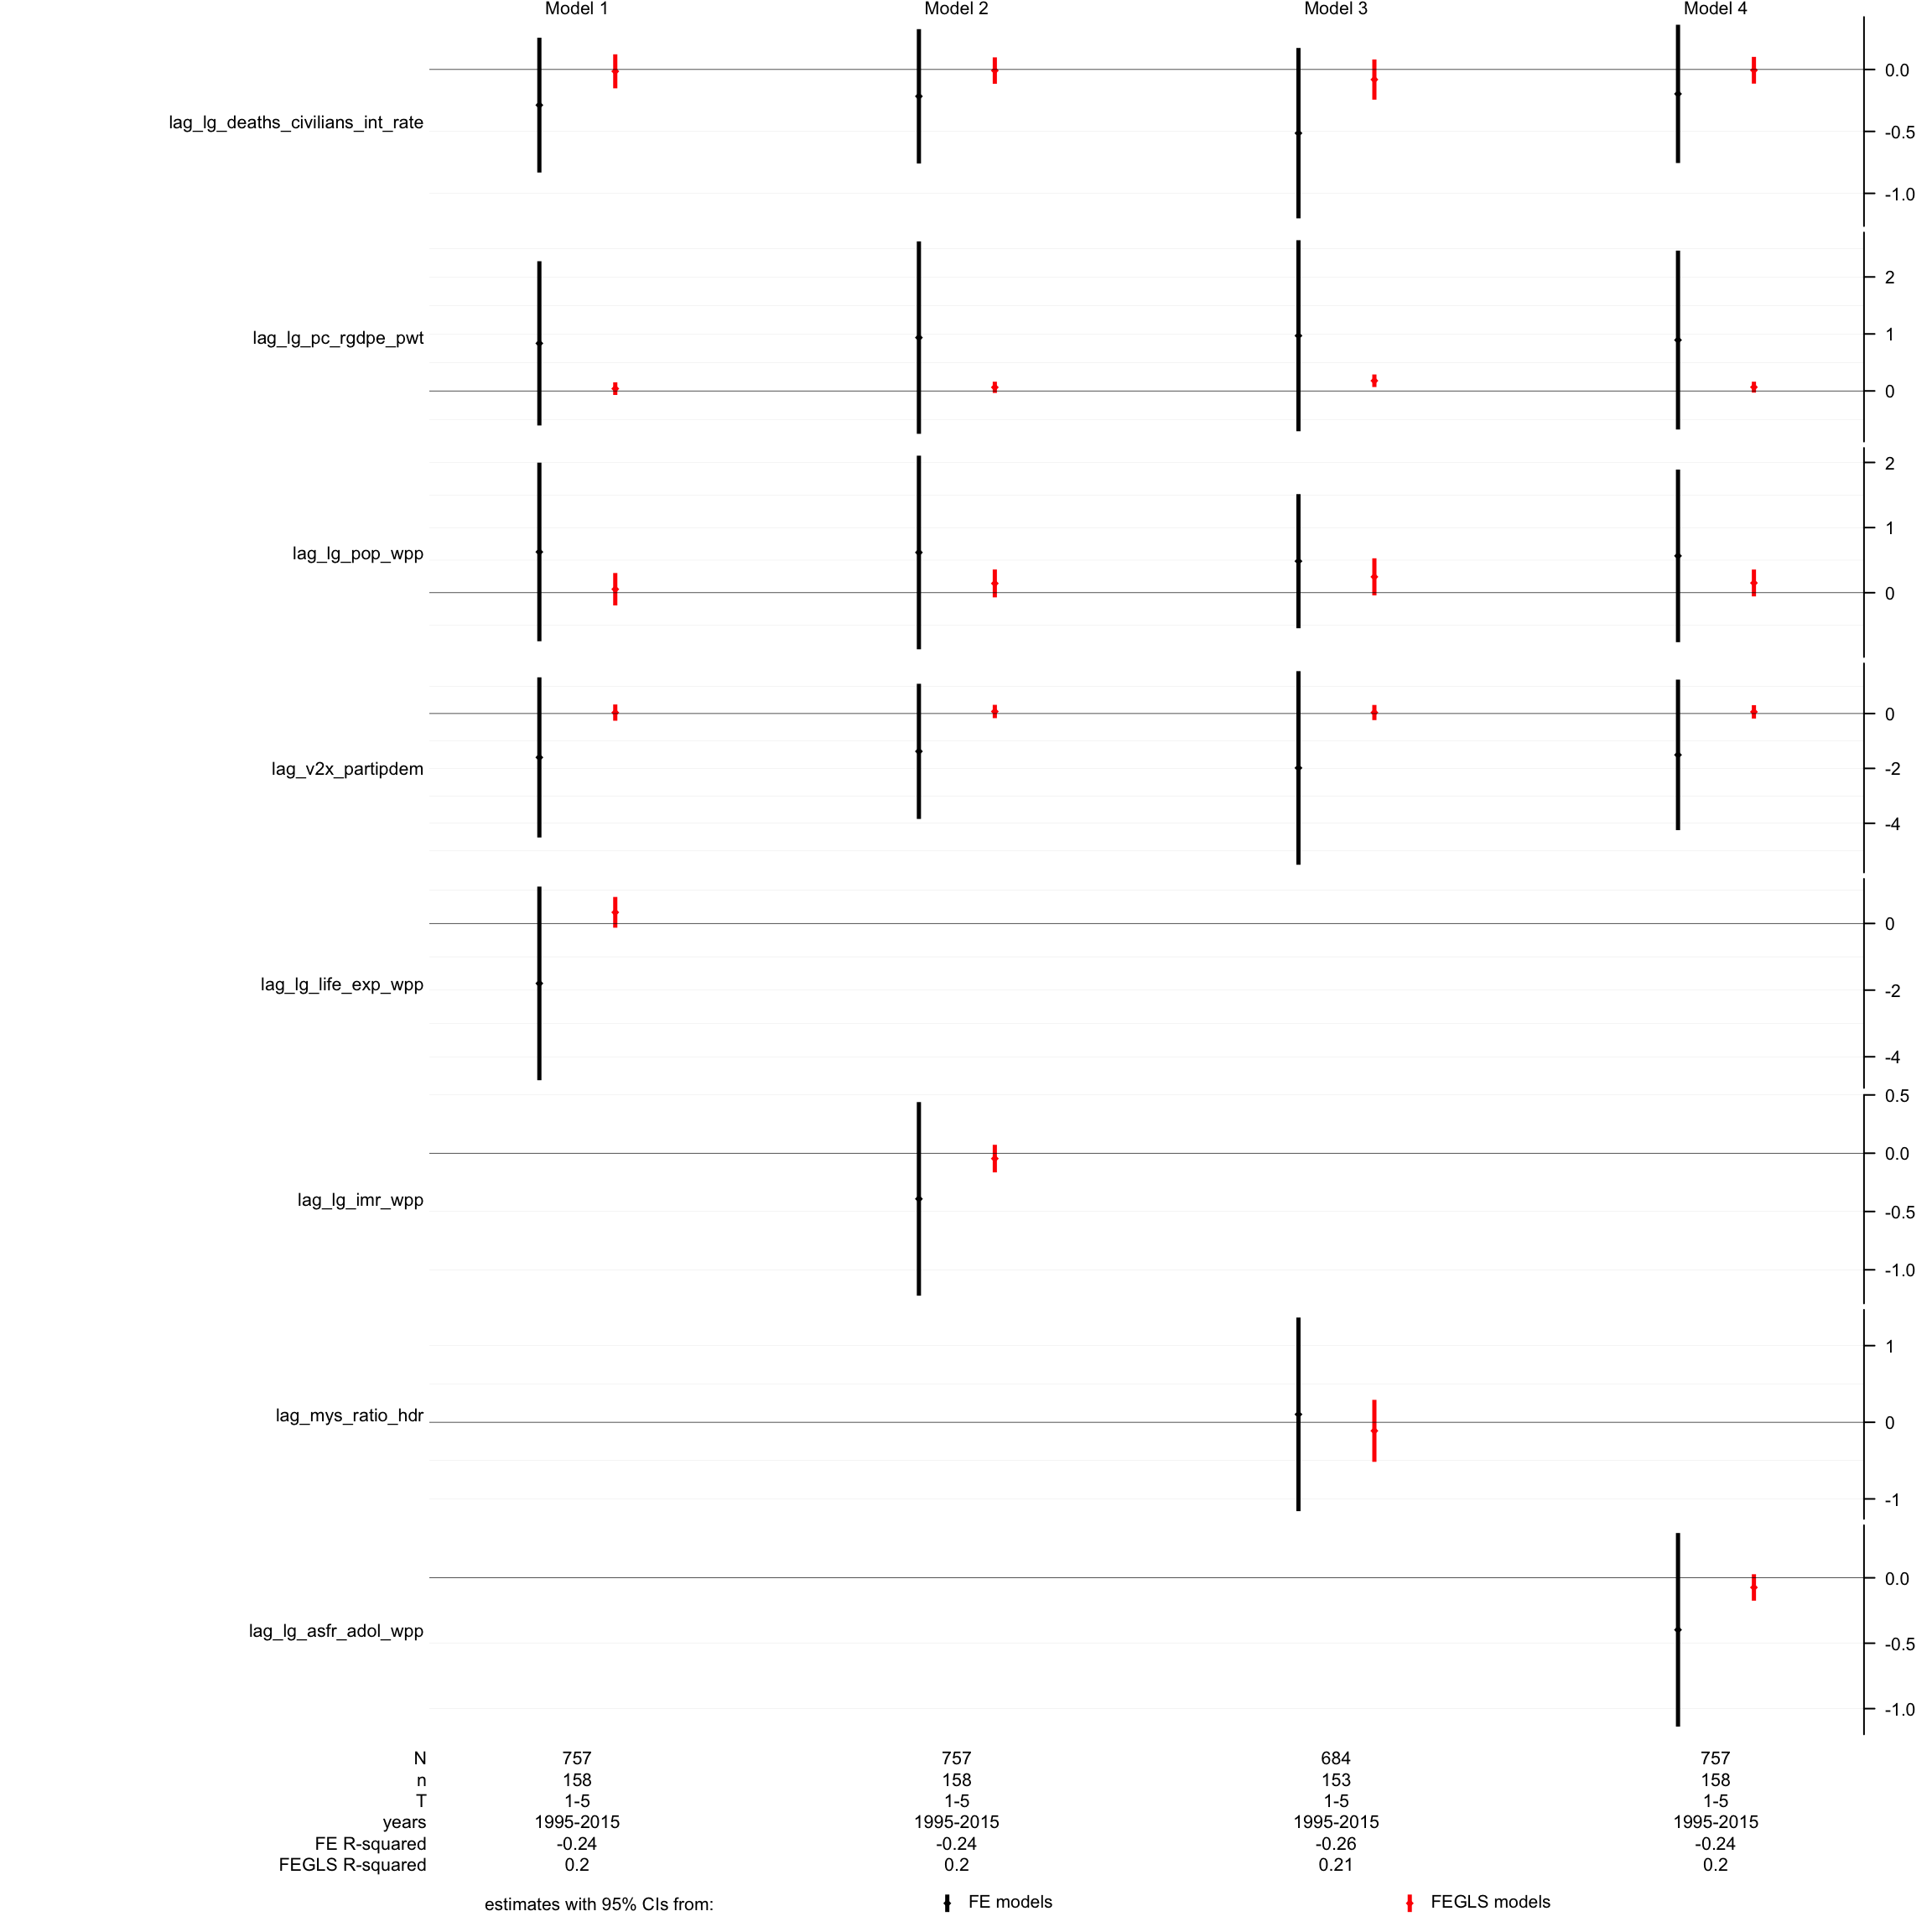 Model 1 Model 2 Model 3 Model 4
lag_lg_deaths_civilians_int_rate
0.0
-0.5
-1.0
lag_lg_pc_rgdpe_pwt
2
1
0
lag_lg_pop_wpp
2
1
0
lag_v2x_partipdem
0
-2
-4
lag_lg_life_exp_wpp
0
-2
-4
lag_lg_imr_wpp
0.5
0.0
-0.5
-1.0
lag_mys_ratio_hdr
1
0
-1
lag_lg_asfr_adol_wpp
0.0
-0.5
-1.0
N 757 757 684 757
n 158 158 153 158
T 1-5 1-5 1-5 1-5
years 1995-2015 1995-2015 1995-2015 1995-2015
FE R-squared -0.24 -0.24 -0.26 -0.24
FEGLS R-squared 0.2 0.2 0.21 0.2
estimates with 95% CIs from: FE models FEGLS models